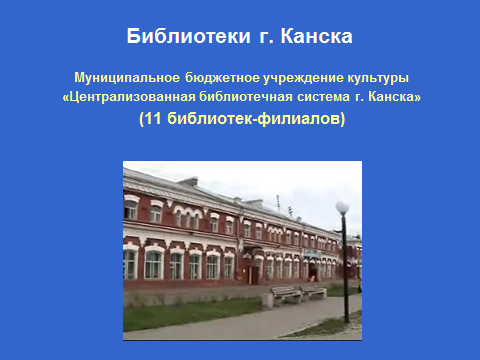 Библиотеки г. Канска
Муниципальное бюджетное учреждение культуры
«Централизованная библиотечная система г. Канска»
(11 библиотек-филиалов)